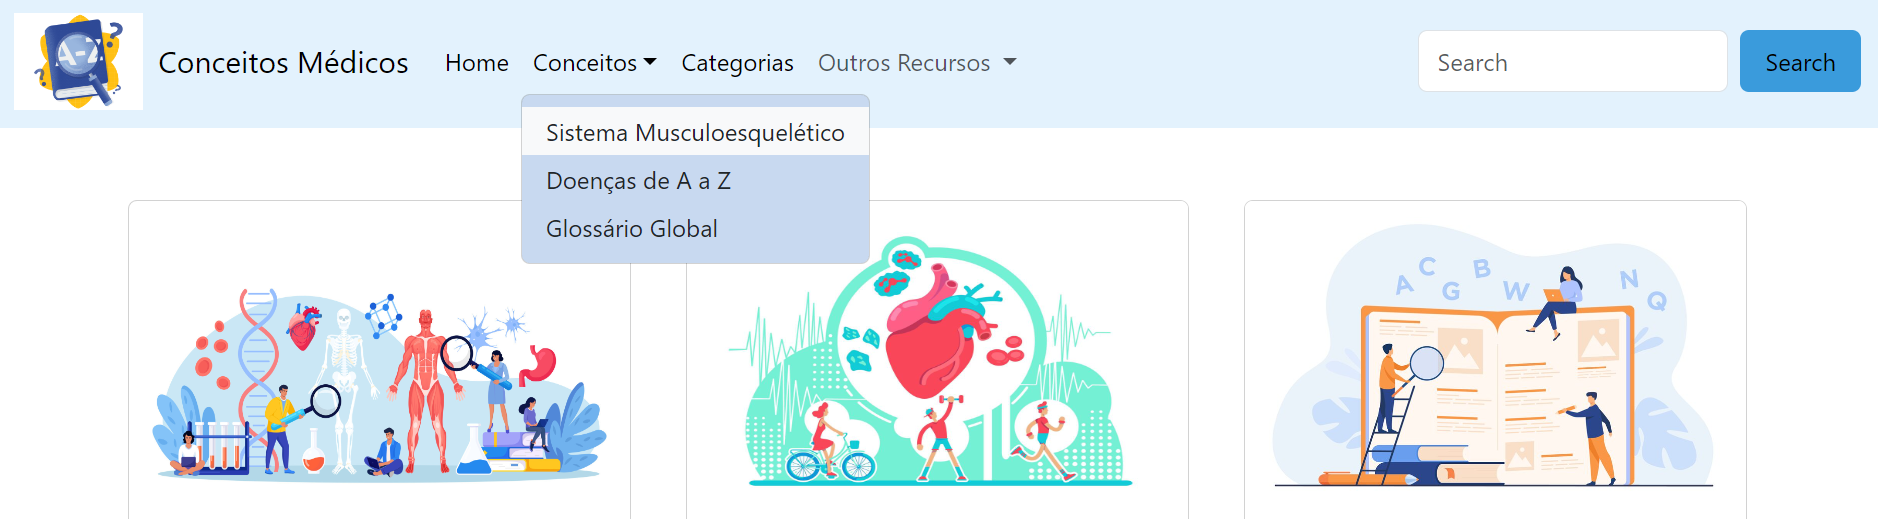 A-Z
Conceitos Médicos Home Conceitos Categorias Outros Recursos Search Search
Sistema Musculoesquelético
Doenças de A a Z
Glossário Global
A C G B W N Q